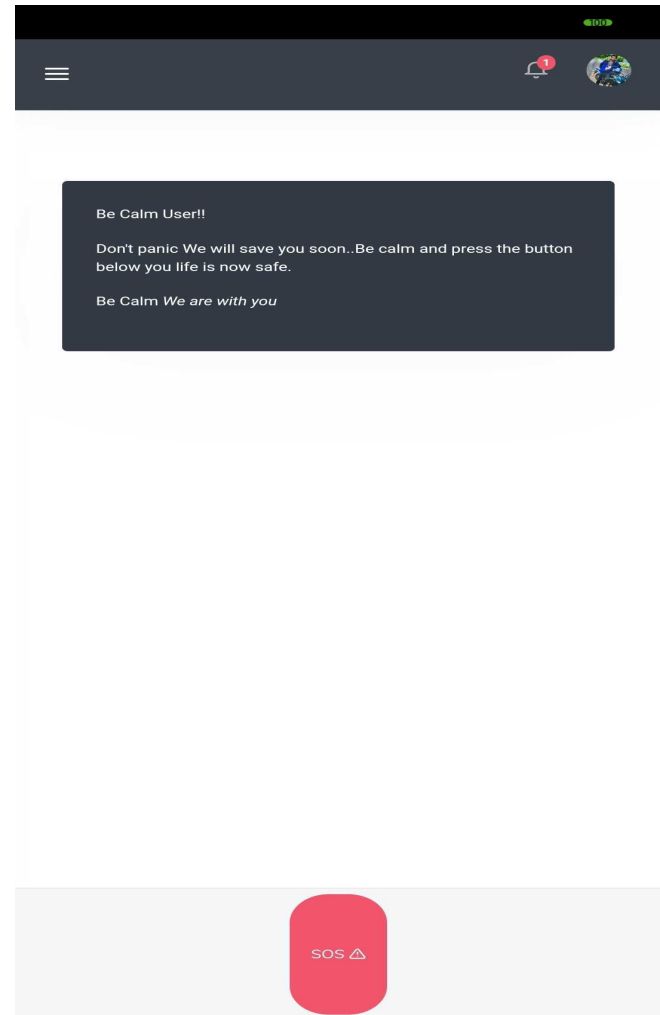 100
1
Be Calm User!!
Don't panic We will save you soon..Be calm and press the button
below you life is now safe.
Be Calm We are with you
SOS